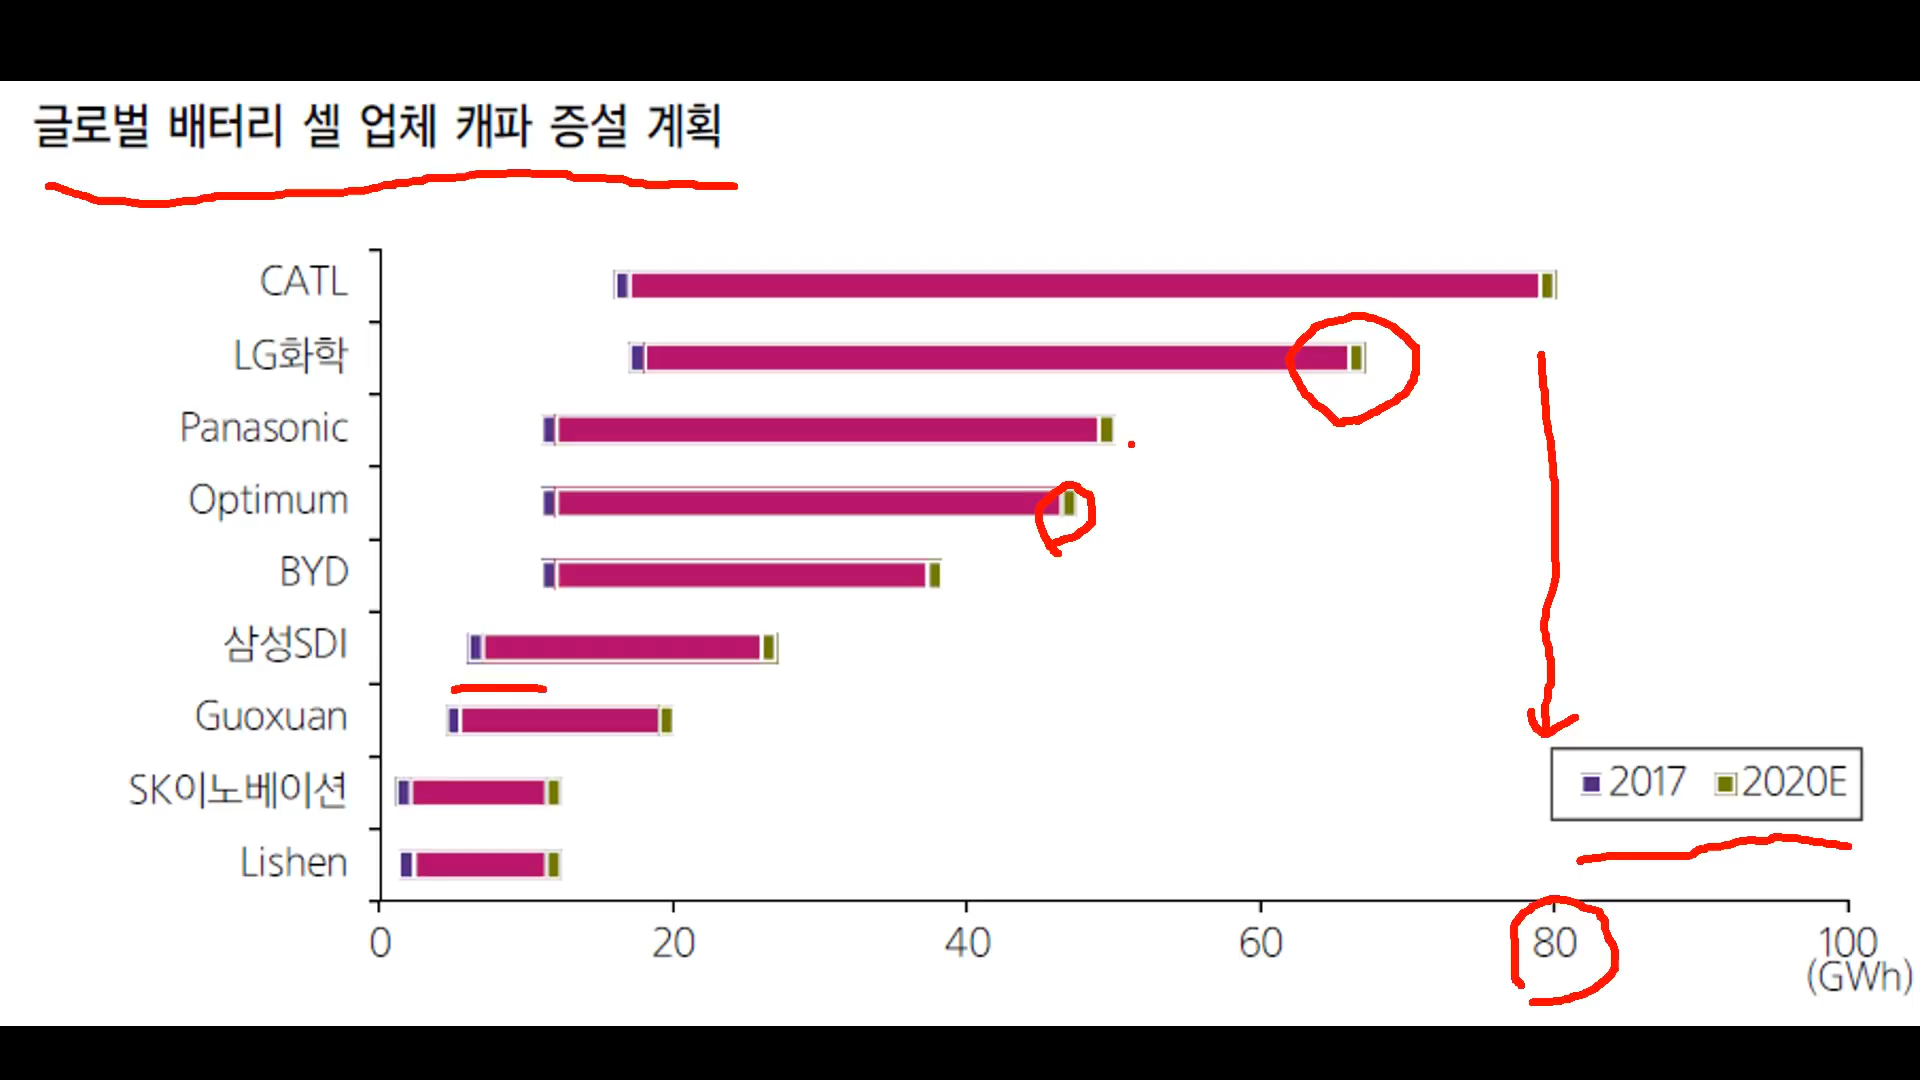 글로벌 배터리 셀 업체 캐파 증설 계획
CATL
LG화학
Panasonic
Optimum
BYD
삼성SDI
Guoxuan
SK이노베이션
Lishen
2017 2020E
0 20 40 60 80 100
(GWh)